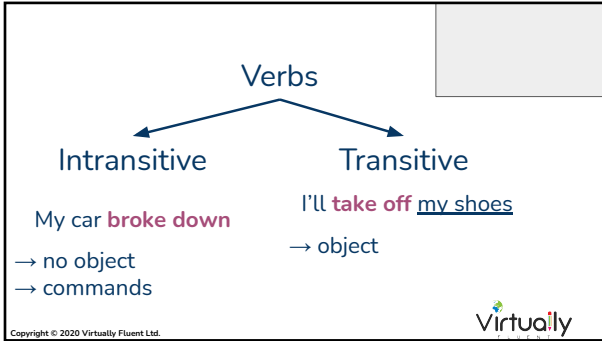 Verbs
Intransitive
My car broke down
→ no object
→ commands
Transitive
I'll take off my shoes
→ object
Copyright © 2020 Virtually Fluent Ltd.
Virtually
FLUENT